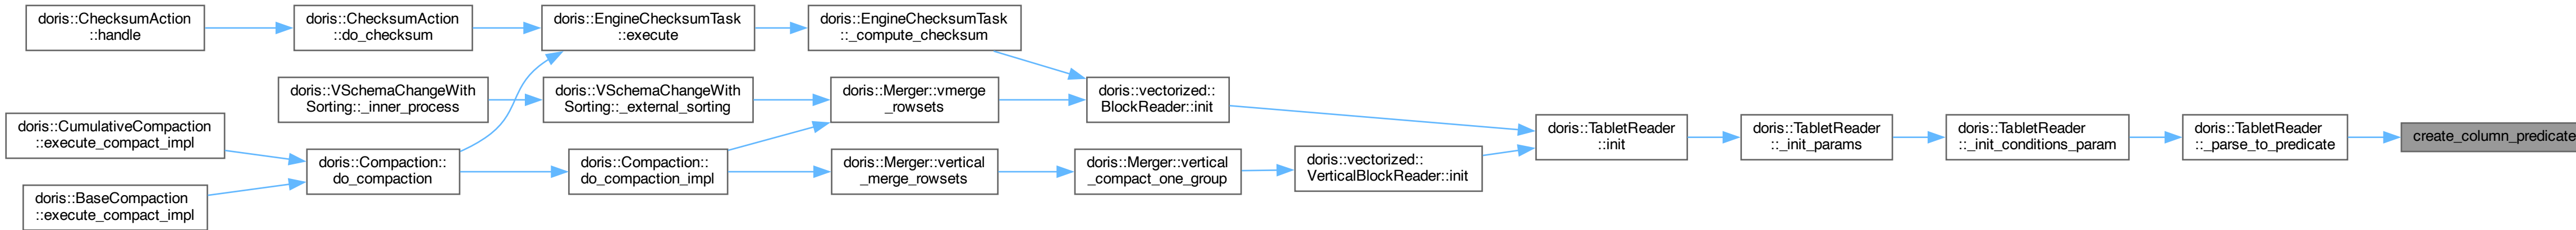 doris::ChecksumAction
::handle
doris::ChecksumAction
::do_checksum
doris::EngineChecksumTask
::execute
doris::EngineChecksumTask
::_compute_checksum
doris::VSchemaChangeWith
Sorting::_inner_process
doris::VSchemaChangeWith
Sorting::_external_sorting
doris::Merger::vmerge
_rowsets
doris::vectorized::
BlockReader::init
doris::CumulativeCompaction
::execute_compact_impl
doris::TabletReader
::init
doris::TabletReader
::_init_params
doris::TabletReader
::_init_conditions_param
doris::TabletReader
::_parse_to_predicate
create_column_predicate
doris::Compaction::
do_compaction
doris::Compaction::
do_compaction_impl
doris::Merger::vertical
_merge_rowsets
doris::Merger::vertical
_compact_one_group
doris::vectorized::
VerticalBlockReader::init
doris::BaseCompaction
::execute_compact_impl